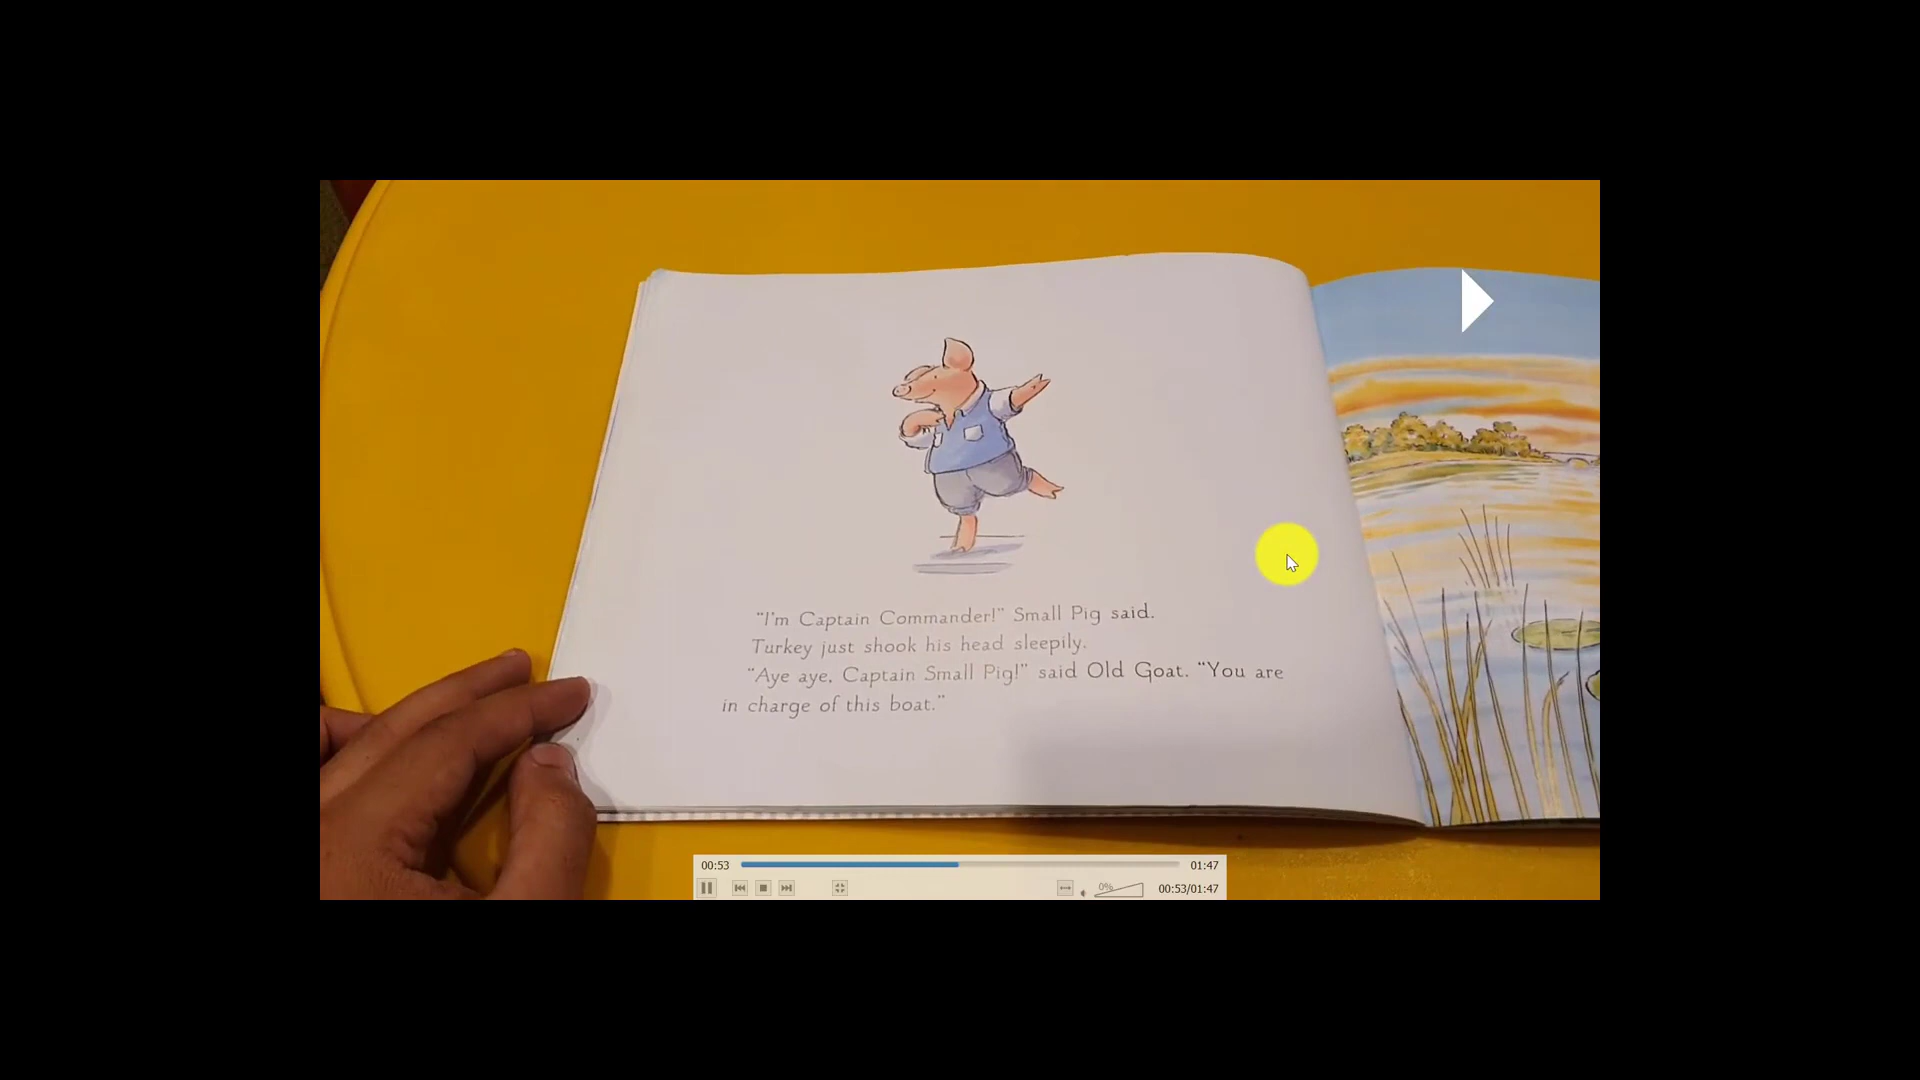 "I'm Captain Commander!" Small Pig said.
Turkey just shook his head sleepily.
"Aye aye, Captain Small Pig!" said Old Goat. "You are
in charge of this boat."
00:53
01:47
0%
00:53/01:47